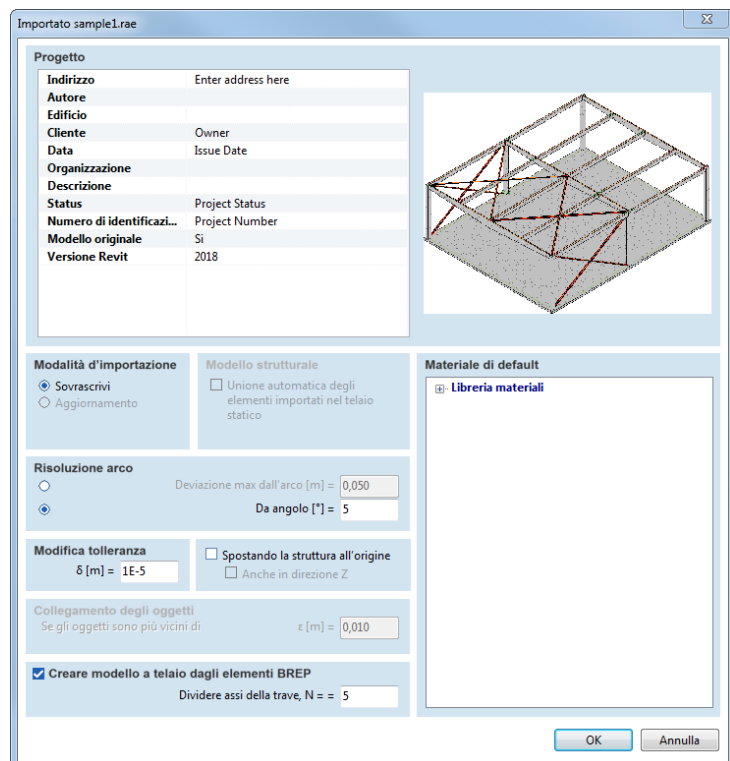 Importato sample1.rae
Progetto
Indirizzo Enter address here
Autore
Edificio
Cliente Owner
Data Issue Date
Organizzazione
Descrizione
Status Project Status
Numero di identificazi... Project Number
Modello originale Si
Versione Revit 2018
Modalità d'importazione
Sovrascrivi
Aggiornamento
Modello strutturale
Unione automatica degli
elementi importati nel telaio
statico
Materiale di default
Libreria materiali
Risoluzione arco
Deviazione max dall'arco [m] = 0,050
Da angolo [°] = 5
Modifica tolleranza
δ [m] = 1E-5
Spostando la struttura all'origine
Anche in direzione Z
Collegamento degli oggetti
Se gli oggetti sono più vicini di ε [m] = 0,010
Creare modello a telaio dagli elementi BREP
Dividere assi della trave, N = = 5
OK Annulla